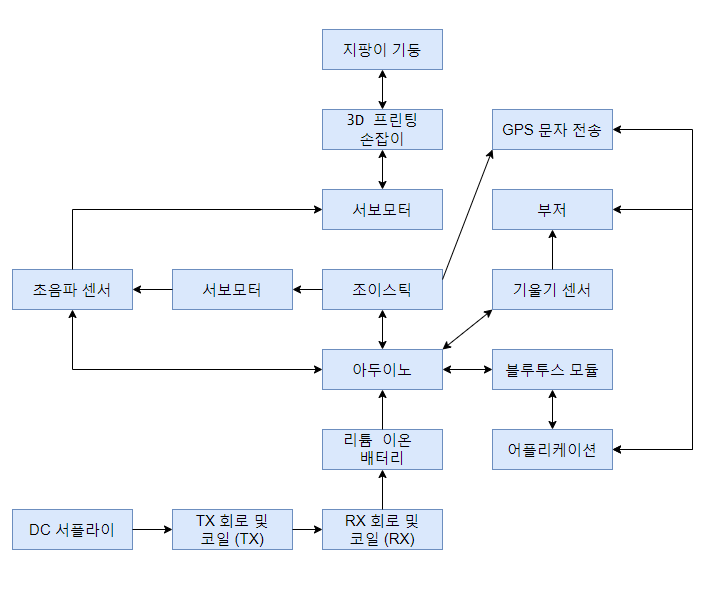 지팡이 기둥
3D 프린팅
손잡이
GPS 문자 전송
서보모터
부저
초음파 센서
서보모터
조이스틱
기울기 센서
아두이노
블루투스 모듈
리튬 이온
배터리
어플리케이션
DC 서플라이
TX 회로 및
코일 (TX)
RX 회로 및
코일 (RX)